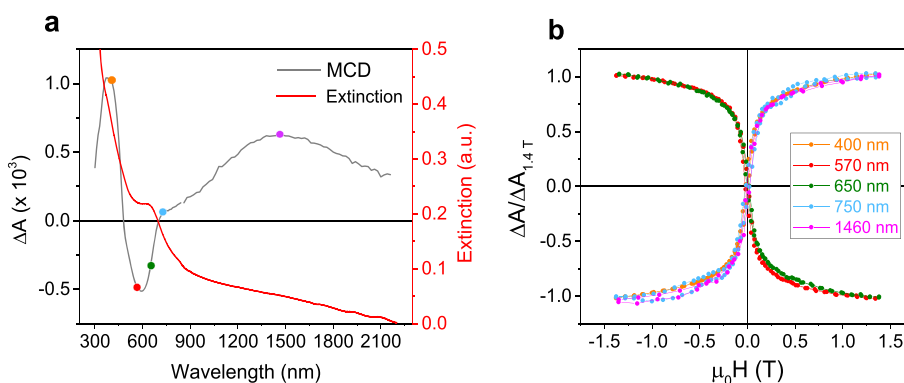 a
MCD
Extinction
ΔA (x 10³)
1.0
0.5
0.0
-0.5
0.5
0.4
0.3
0.2
0.1
0.0
Extinction (a.u.)
300 600 900 1200 1500 1800 2100
Wavelength (nm)
b
ΔA/ΔA1.4 T
1.0
0.5
0.0
-0.5
-1.0
400 nm
570 nm
650 nm
750 nm
1460 nm
-1.5 -1.0 -0.5 0.0 0.5 1.0 1.5
μ0H (T)